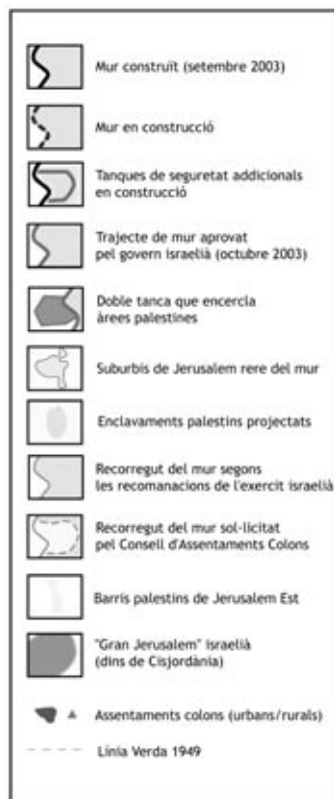 Mur construït (setembre 2003)
Mur en construcció
Tanques de seguretat addicionals
en construcció
Trajecte de mur aprovat
pel govern israelià (octubre 2003)
Doble tanca que encercla
àrees palestines
Suburbis de Jerusalem rere del mur
Enclavaments palestins projectats
Recorregut del mur segons
les recomanacions de l'exercit israelià
Recorregut del mur sol-licitat
pel Consell d'Assentaments Colons
Barris palestins de Jerusalem Est
"Gran Jerusalem" israelià
(dins de Cisjordània)
Assentaments colons (urbans/rurals)
Línia Verda 1949